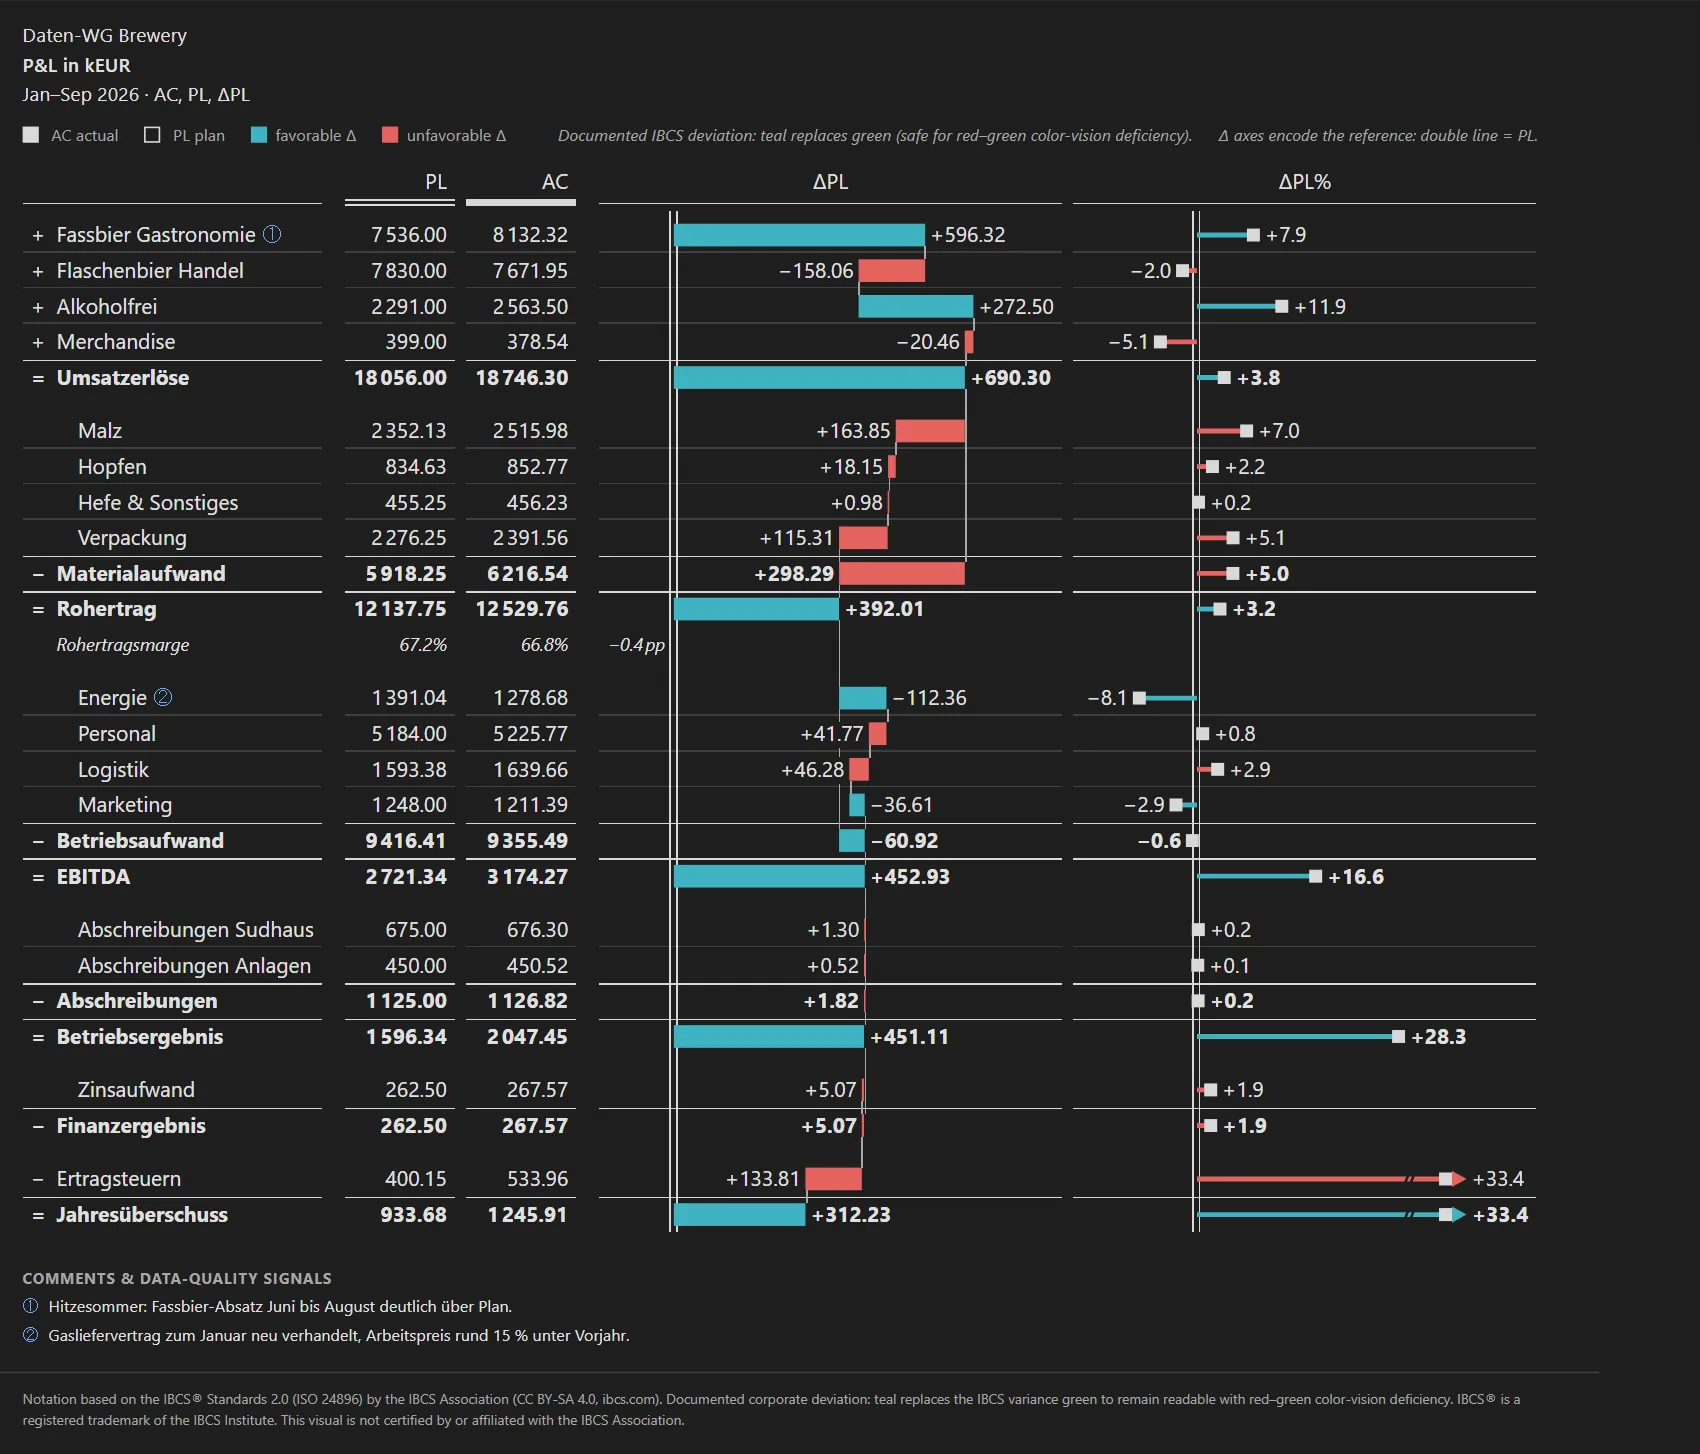 Daten-WG Brewery
P&L in kEUR
Jan–Sep 2026 · AC, PL, ΔPL
AC actual PL plan favorable Δ unfavorable Δ Documented IBCS deviation: teal replaces green (safe for red–green color-vision deficiency). Δ axes encode the reference: double line = PL.
PL AC ΔPL ΔPL%
+ Fassbier Gastronomie ① 7 536.00 8 132.32 +596.32 +7.9
+ Flaschenbier Handel 7 830.00 7 671.95 −158.06 −2.0
+ Alkoholfrei 2 291.00 2 563.50 +272.50 +11.9
+ Merchandise 399.00 378.54 −20.46 −5.1
= Umsatzerlöse 18 056.00 18 746.30 +690.30 +3.8
Malz 2 352.13 2 515.98 +163.85 +7.0
Hopfen 834.63 852.77 +18.15 +2.2
Hefe & Sonstiges 455.25 456.23 +0.98 +0.2
Verpackung 2 276.25 2 391.56 +115.31 +5.1
− Materialaufwand 5 918.25 6 216.54 +298.29 +5.0
= Rohertrag 12 137.75 12 529.76 +392.01 +3.2
Rohertragsmarge 67.2% 66.8% −0.4 pp
Energie ② 1 391.04 1 278.68 −112.36 −8.1
Personal 5 184.00 5 225.77 +41.77 +0.8
Logistik 1 593.38 1 639.66 +46.28 +2.9
Marketing 1 248.00 1 211.39 −36.61 −2.9
− Betriebsaufwand 9 416.41 9 355.49 −60.92 −0.6
= EBITDA 2 721.34 3 174.27 +452.93 +16.6
Abschreibungen Sudhaus 675.00 676.30 +1.30 +0.2
Abschreibungen Anlagen 450.00 450.52 +0.52 +0.1
− Abschreibungen 1 125.00 1 126.82 +1.82 +0.2
= Betriebsergebnis 1 596.34 2 047.45 +451.11 +28.3
Zinsaufwand 262.50 267.57 +5.07 +1.9
− Finanzergebnis 262.50 267.57 +5.07 +1.9
− Ertragsteuern 400.15 533.96 +133.81 +33.4
= Jahresüberschuss 933.68 1 245.91 +312.23 +33.4
COMMENTS & DATA-QUALITY SIGNALS
① Hitzesommer: Fassbier-Absatz Juni bis August deutlich über Plan.
② Gasliefervertrag zum Januar neu verhandelt, Arbeitspreis rund 15 % unter Vorjahr.
Notation based on the IBCS® Standards 2.0 (ISO 24896) by the IBCS Association (CC BY-SA 4.0, ibcs.com). Documented corporate deviation: teal replaces the IBCS variance green to remain readable with red–green color-vision deficiency. IBCS® is a
registered trademark of the IBCS Institute. This visual is not certified by or affiliated with the IBCS Association.